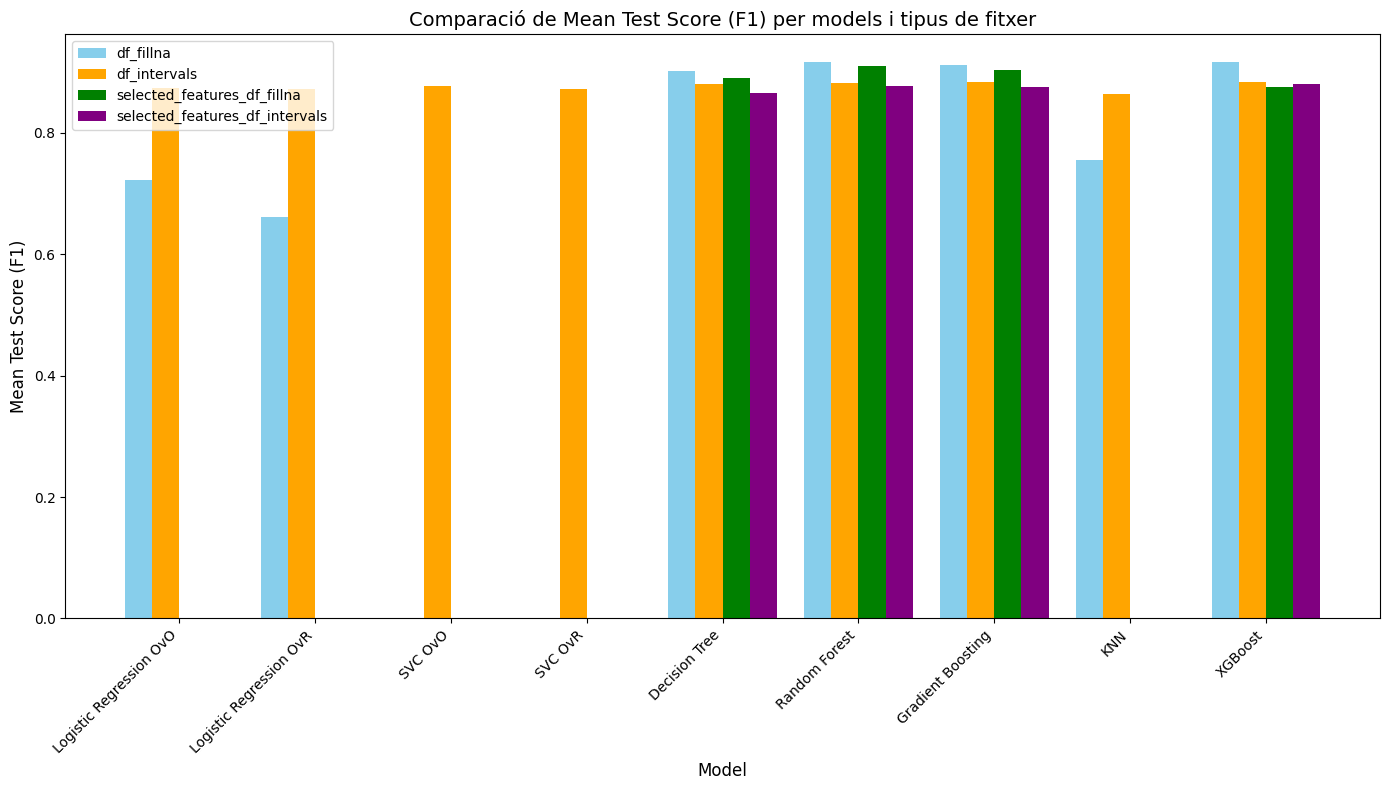 Comparació de Mean Test Score (F1) per models i tipus de fitxer
df_fillna
df_intervals
selected_features_df_fillna
selected_features_df_intervals
Mean Test Score (F1)
0.8
0.6
0.4
0.2
0.0
Logistic Regression OvO
Logistic Regression OvR
SVC OvO
SVC OvR
Decision Tree
Random Forest
Gradient Boosting
KNN
XGBoost
Model